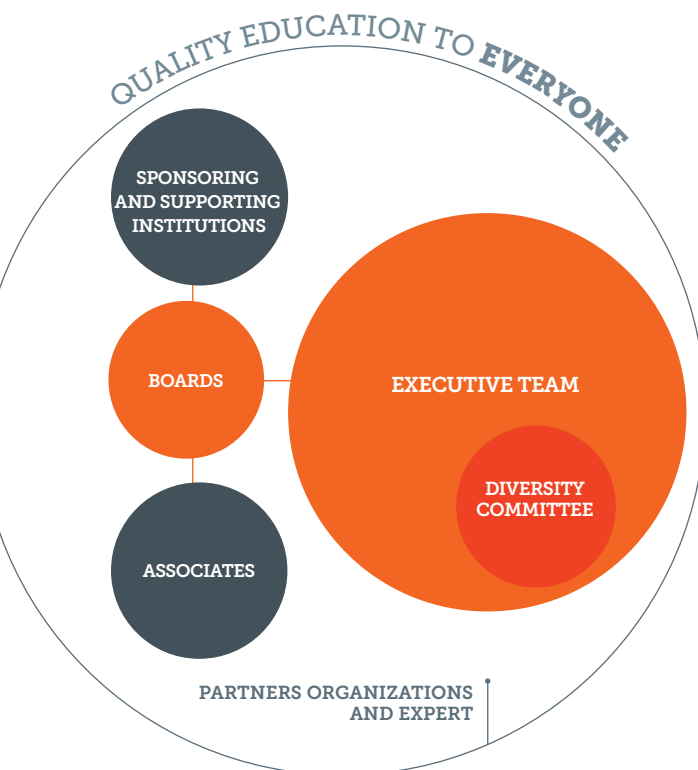 QUALITY EDUCATION TO EVERYONE
SPONSORING
AND SUPPORTING
INSTITUTIONS
BOARDS
EXECUTIVE TEAM
DIVERSITY
COMMITTEE
ASSOCIATES
PARTNERS ORGANIZATIONS
AND EXPERT